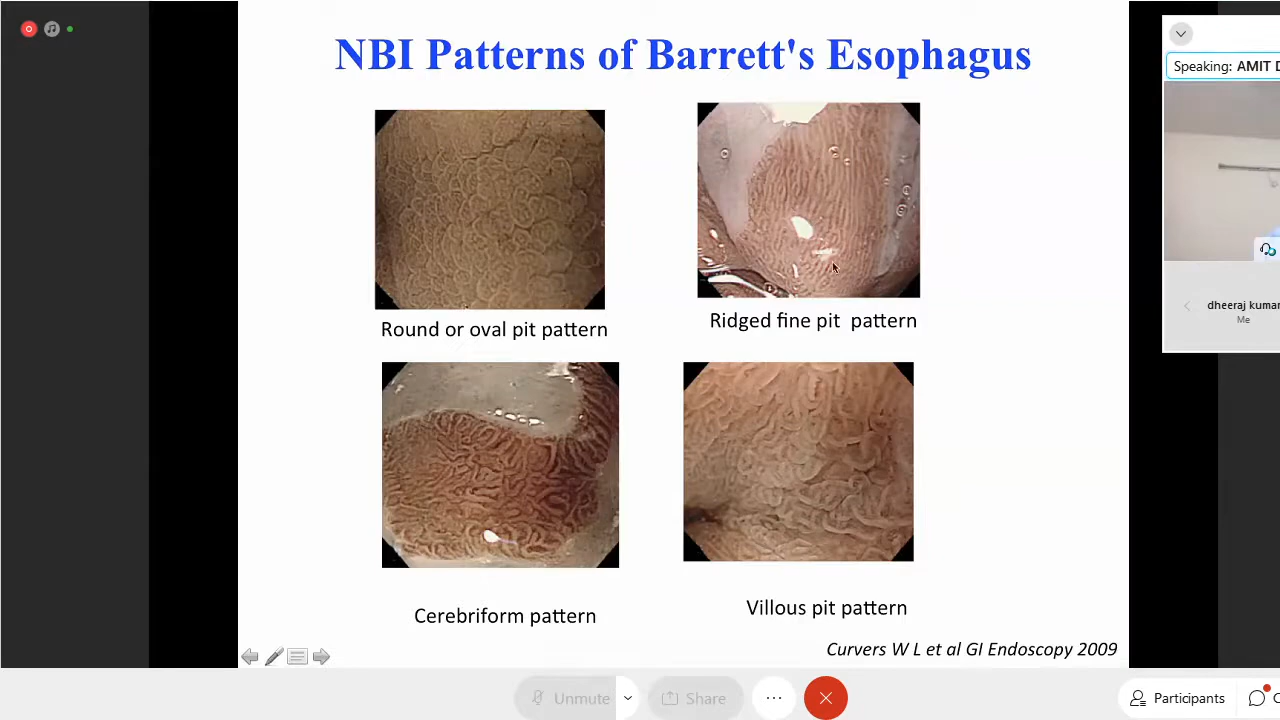 NBI Patterns of Barrett's Esophagus
Speaking: AMIT D
Round or oval pit pattern
Ridged fine pit pattern
dheeraj kumar
Me
Cerebriform pattern
Villous pit pattern
Curvers W L et al GI Endoscopy 2009
Unmute
Share
Participants